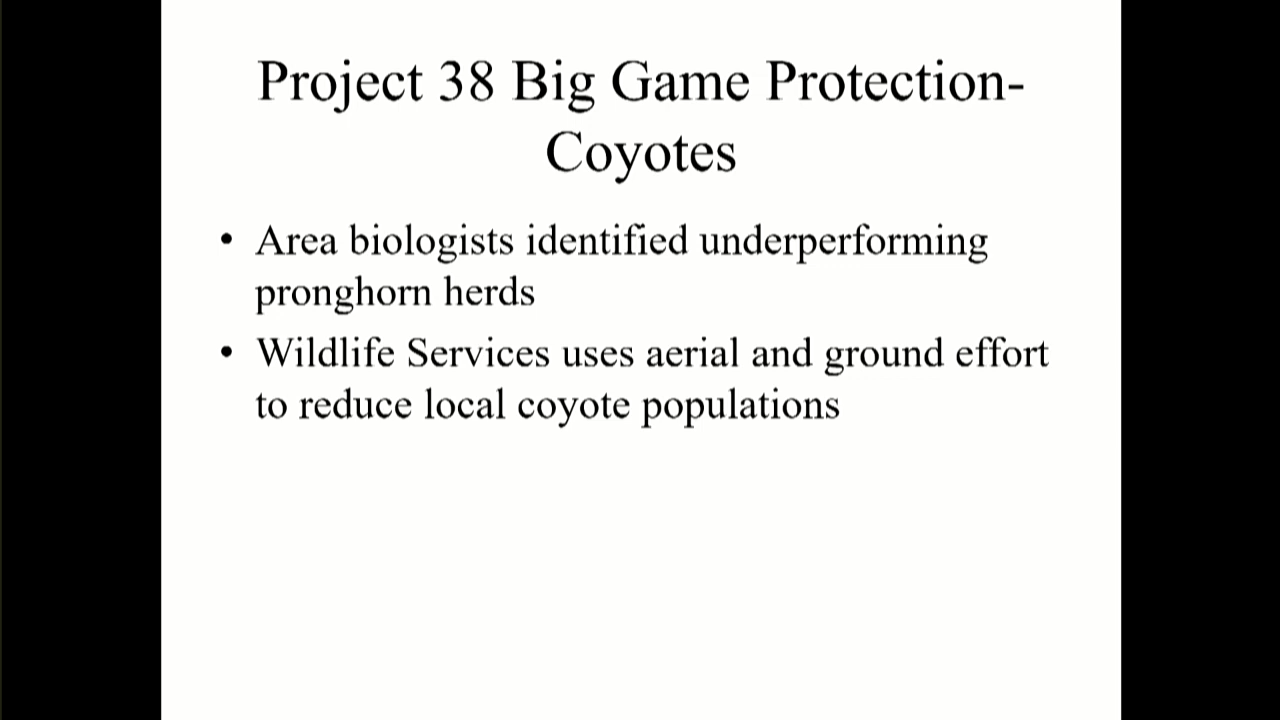 Project 38 Big Game Protection-
Coyotes
• Area biologists identified underperforming
pronghorn herds
• Wildlife Services uses aerial and ground effort
to reduce local coyote populations